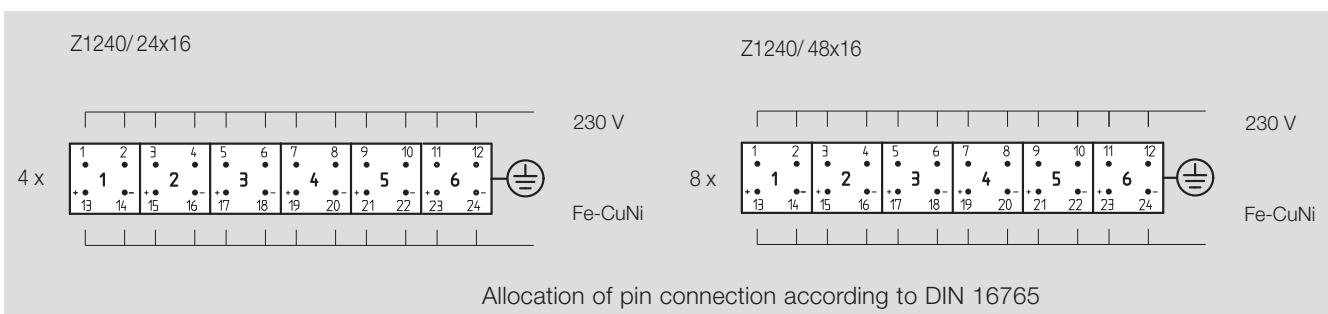 Z1240/ 24x16
Z1240/ 48x16
230 V
230 V
1 2 3 4 5 6 7 8 9 10 11 12
1 2 3 4 5 6 7 8 9 10 11 12
4 x
1 2 3 4 5 6
8 x
1 2 3 4 5 6
+ - + - + - + - + - + -
+ - + - + - + - + - + -
13 14 15 16 17 18 19 20 21 22 23 24
13 14 15 16 17 18 19 20 21 22 23 24
Fe-CuNi
Fe-CuNi
Allocation of pin connection according to DIN 16765